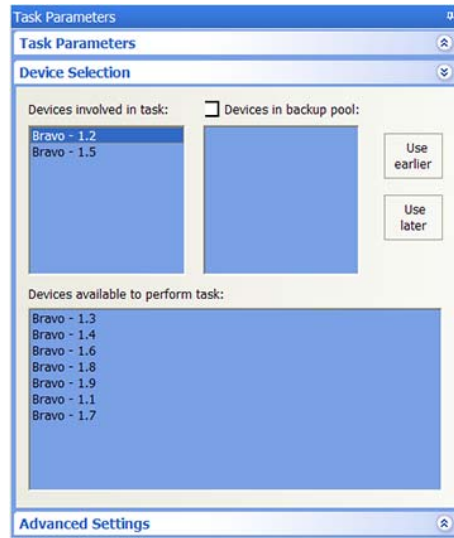 Task Parameters
Task Parameters
Device Selection
Devices involved in task:
Devices in backup pool:
Bravo - 1.2
Bravo - 1.5
Use
earlier
Use
later
Devices available to perform task:
Bravo - 1.3
Bravo - 1.4
Bravo - 1.6
Bravo - 1.8
Bravo - 1.9
Bravo - 1.1
Bravo - 1.7
Advanced Settings